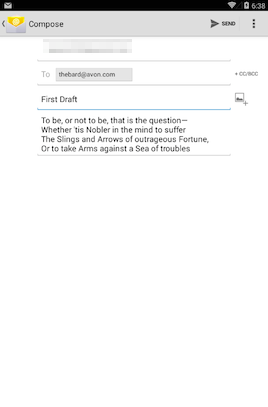 6:38
Compose
SEND
To thebard@avon.com + CC/BCC
First Draft
To be, or not to be, that is the question—
Whether 'tis Nobler in the mind to suffer
The Slings and Arrows of outrageous Fortune,
Or to take Arms against a Sea of troubles